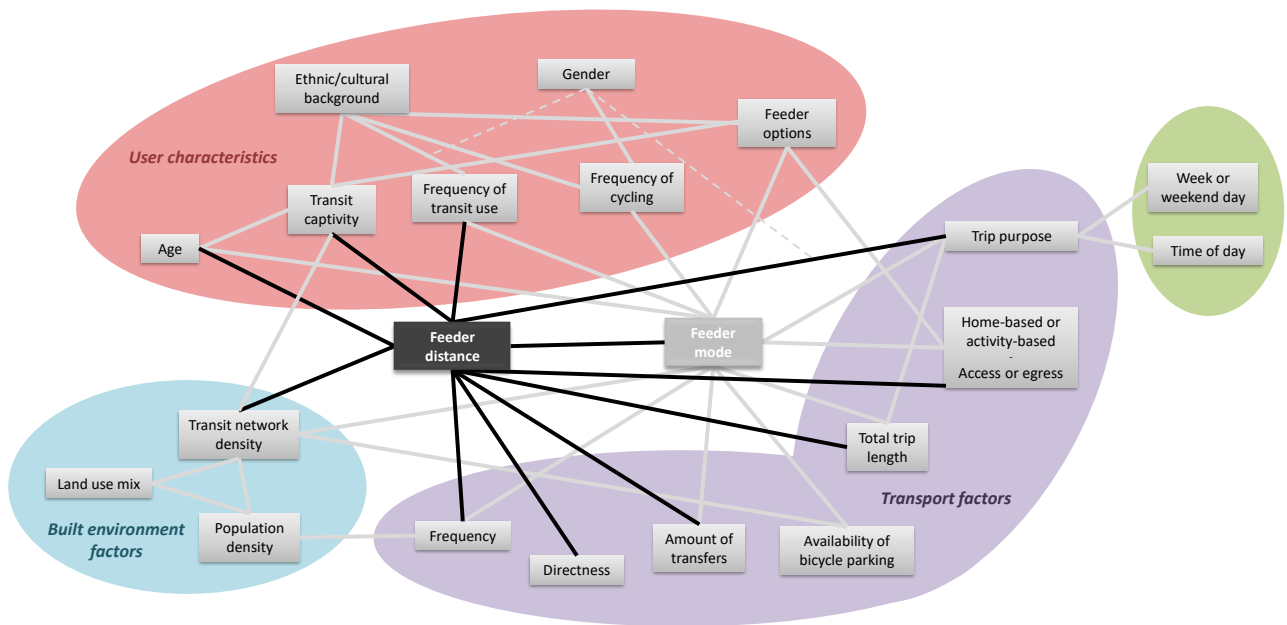 Ethnic/cultural
background
Gender
Feeder
options
User characteristics
Transit
captivity
Frequency of
transit use
Frequency of
cycling
Week or
weekend day
Age
Trip purpose
Time of day
Feeder
distance
Feeder
mode
Home-based or
activity-based
-
Access or egress
Transit network
density
Total trip
length
Land use mix
Transport factors
Built environment
factors
Population
density
Frequency
Directness
Amount of
transfers
Availability of
bicycle parking